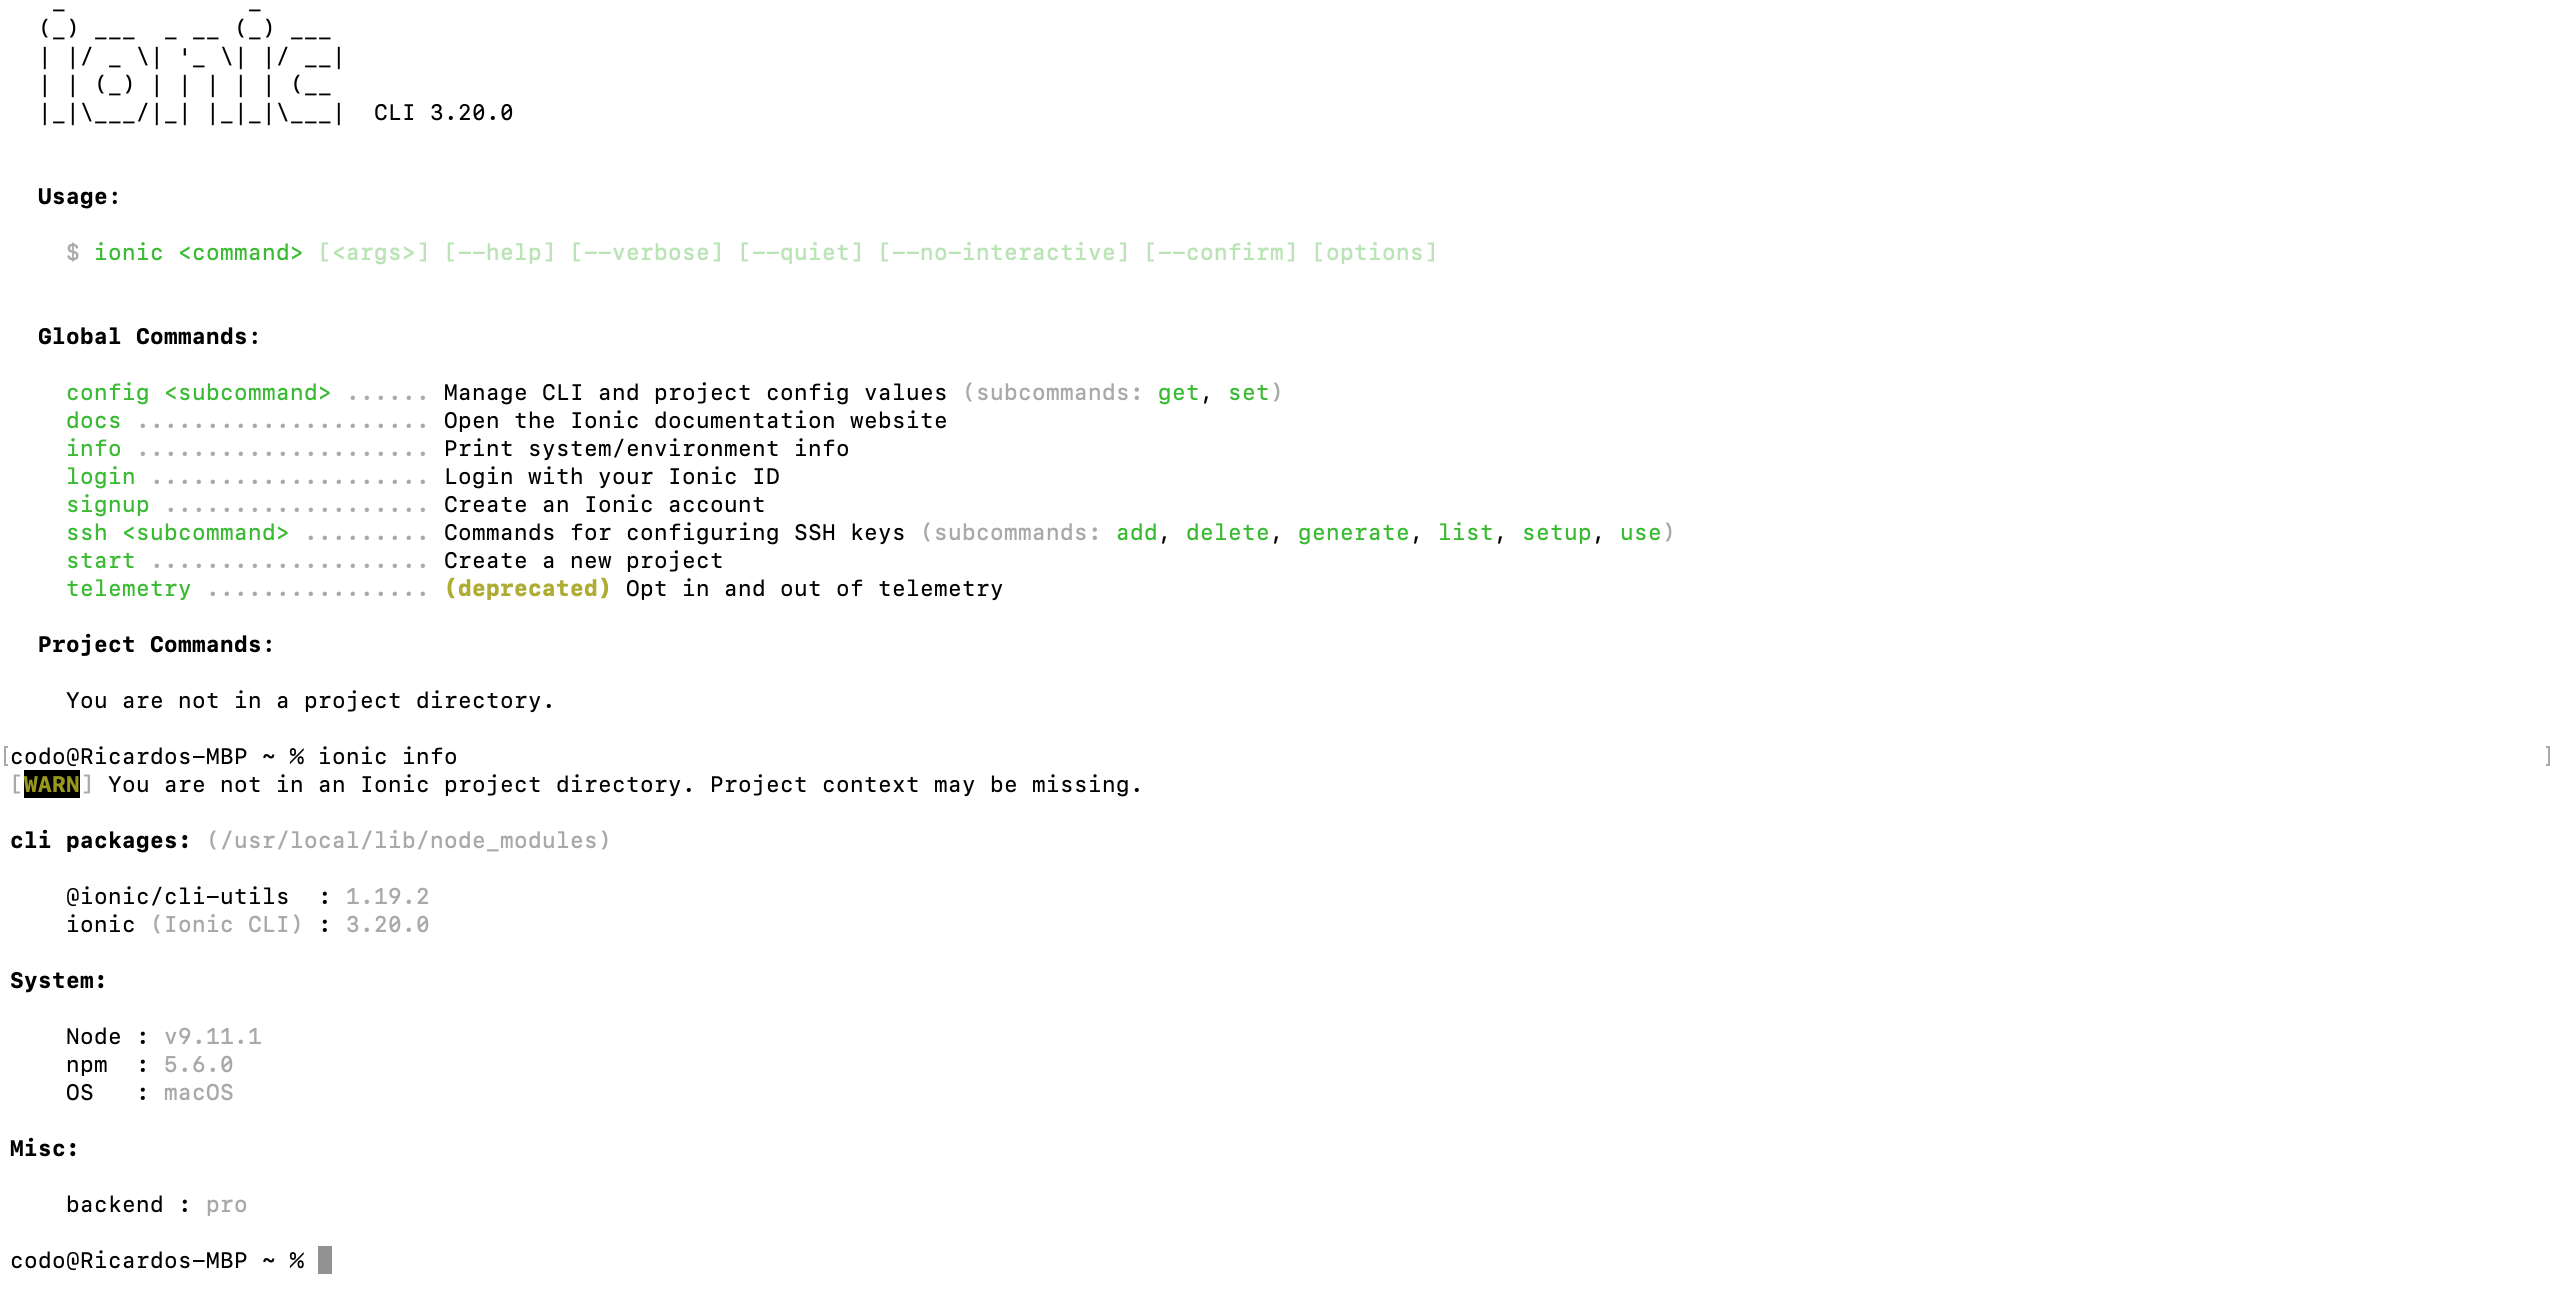 _             _
  (_) ___  _ __ (_) ___
  | |/ _ \| '_ \| |/ __|
  | | (_) | | | | | (__
  |_|\___/|_| |_|_|\___|  CLI 3.20.0
Usage:
$ ionic <command> [<args>] [--help] [--verbose] [--quiet] [--no-interactive] [--confirm] [options]
Global Commands:
config <subcommand> ...... Manage CLI and project config values (subcommands: get, set)
docs ..................... Open the Ionic documentation website
info ..................... Print system/environment info
login .................... Login with your Ionic ID
signup ................... Create an Ionic account
ssh <subcommand> ......... Commands for configuring SSH keys (subcommands: add, delete, generate, list, setup, use)
start .................... Create a new project
telemetry ................ (deprecated) Opt in and out of telemetry
Project Commands:
You are not in a project directory.
[codo@Ricardos-MBP ~ % ionic info ]
[WARN] You are not in an Ionic project directory. Project context may be missing.
cli packages: (/usr/local/lib/node_modules)
@ionic/cli-utils  : 1.19.2
ionic (Ionic CLI) : 3.20.0
System:
Node : v9.11.1
npm  : 5.6.0
OS   : macOS
Misc:
backend : pro
codo@Ricardos-MBP ~ %